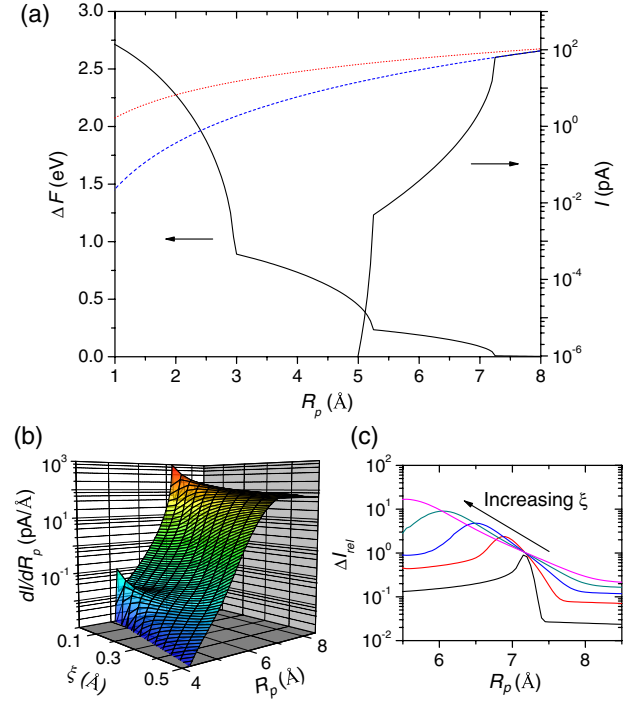 (a)
3.0
2.5
2.0
1.5
1.0
0.5
0.0
ΔF (eV)
10^2
10^0
10^-2
10^-4
10^-6
I (pA)
1 2 3 4 5 6 7 8
R_p (Å)
(b)
10^3
10^1
10^-1
dI/dR_p (pA/Å)
0.1
0.3
0.5
ξ (Å)
4
6
8
R_p (Å)
(c)
10^2
10^1
10^0
10^-1
10^-2
ΔI_rel
Increasing ξ
6 7 8
R_p (Å)